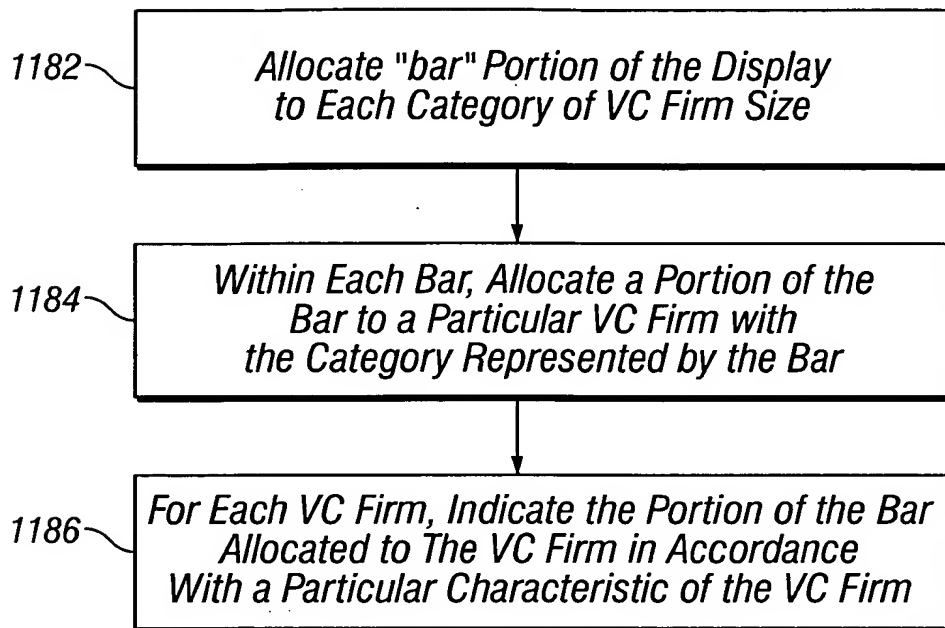 1182
Allocate "bar" Portion of the Display
to Each Category of VC Firm Size
1184
Within Each Bar, Allocate a Portion of the
Bar to a Particular VC Firm with
the Category Represented by the Bar
1186
For Each VC Firm, Indicate the Portion of the Bar
Allocated to The VC Firm in Accordance
With a Particular Characteristic of the VC Firm